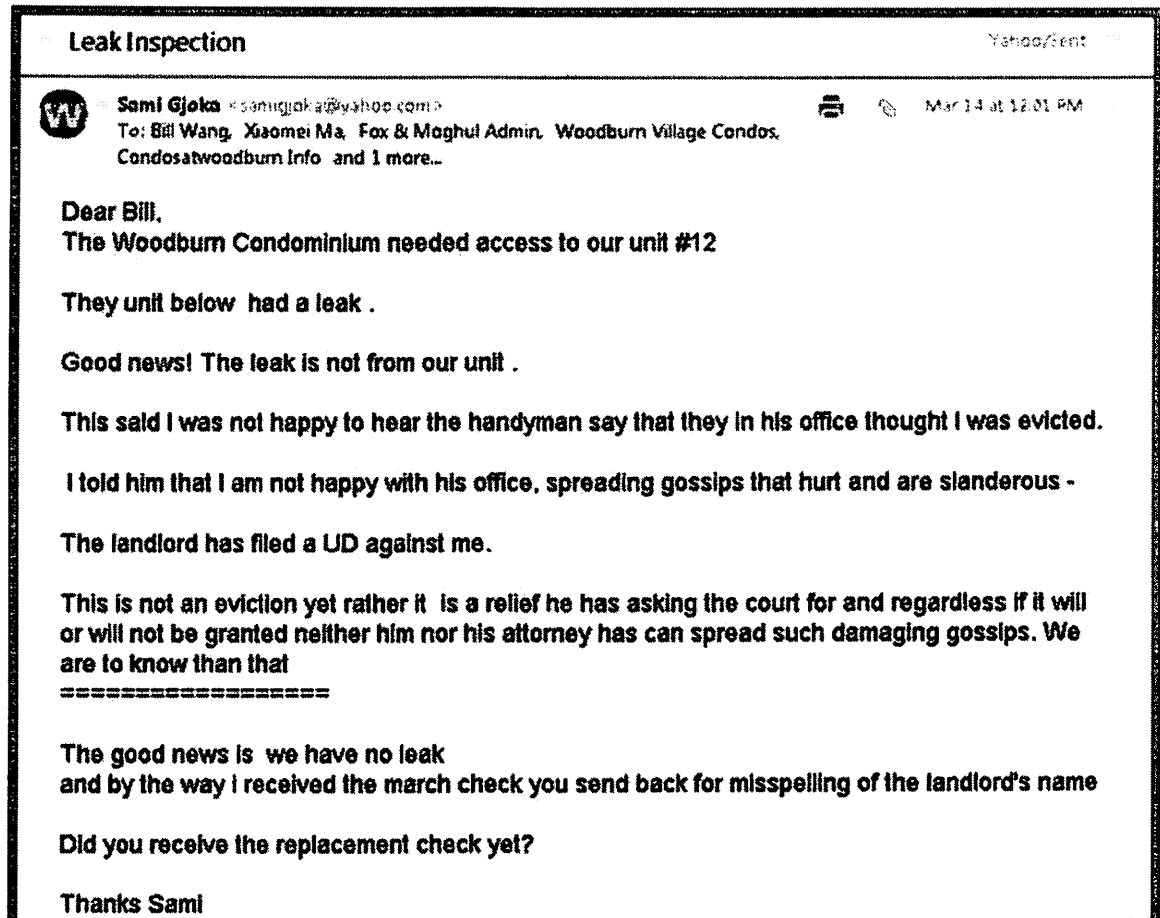 Leak Inspection
Yahoo/Sent
W
Sami Gjoka <samigjoka@yahoo.com>
Mar 14 at 12:01 PM
To: Bill Wang, Xiaomei Ma, Fox & Moghul Admin, Woodburn Village Condos,
Condosatwoodburn Info and 1 more...
Dear Bill,
The Woodburn Condominium needed access to our unit #12
They unit below had a leak .
Good news! The leak is not from our unit .
This said I was not happy to hear the handyman say that they in his office thought I was evicted.
I told him that I am not happy with his office, spreading gossips that hurt and are slanderous -
The landlord has filed a UD against me.
This is not an eviction yet rather it is a relief he has asking the court for and regardless if it will
or will not be granted neither him nor his attorney has can spread such damaging gossips. We
are to know than that
==================
The good news is we have no leak
and by the way i received the march check you send back for misspelling of the landlord's name
Did you receive the replacement check yet?
Thanks Sami